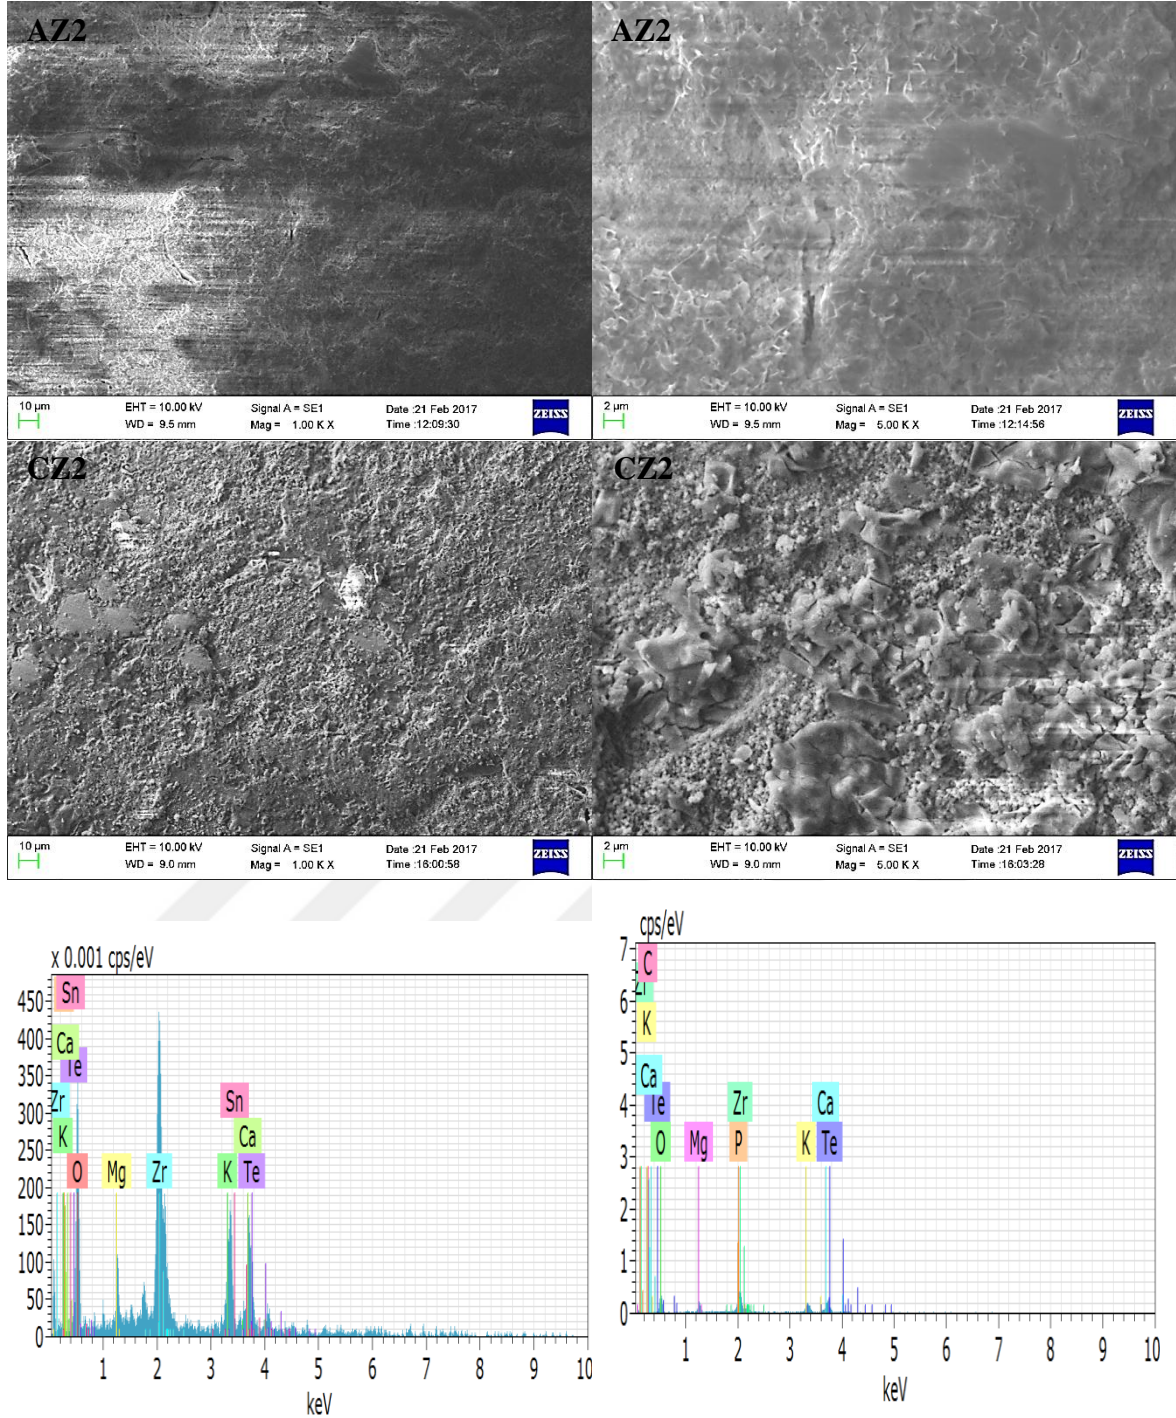 AZ2
10 µm
EHT = 10.00 kV
Signal A = SE1
Date :21 Feb 2017
WD = 9.5 mm
Mag = 1.00 K X
Time :12:09:30
ZEISS
AZ2
2 µm
EHT = 10.00 kV
Signal A = SE1
Date :21 Feb 2017
WD = 9.5 mm
Mag = 5.00 K X
Time :12:14:56
ZEISS
CZ2
10 µm
EHT = 10.00 kV
Signal A = SE1
Date :21 Feb 2017
WD = 9.0 mm
Mag = 1.00 K X
Time :16:00:58
ZEISS
CZ2
2 µm
EHT = 10.00 kV
Signal A = SE1
Date :21 Feb 2017
WD = 9.0 mm
Mag = 5.00 K X
Time :16:03:28
ZEISS
x 0.001 cps/eV
450
400
350
300
250
200
150
100
50
0
Sn
Ca
Te
Zr
K
O
Mg
Zr
Sn
Ca
K
Te
1 2 3 4 5 6 7 8 9 10
keV
cps/eV
7
6
5
4
3
2
1
0
C
Zr
K
Ca
Te
O
Mg
Zr
P
K
Ca
Te
1 2 3 4 5 6 7 8 9 10
keV